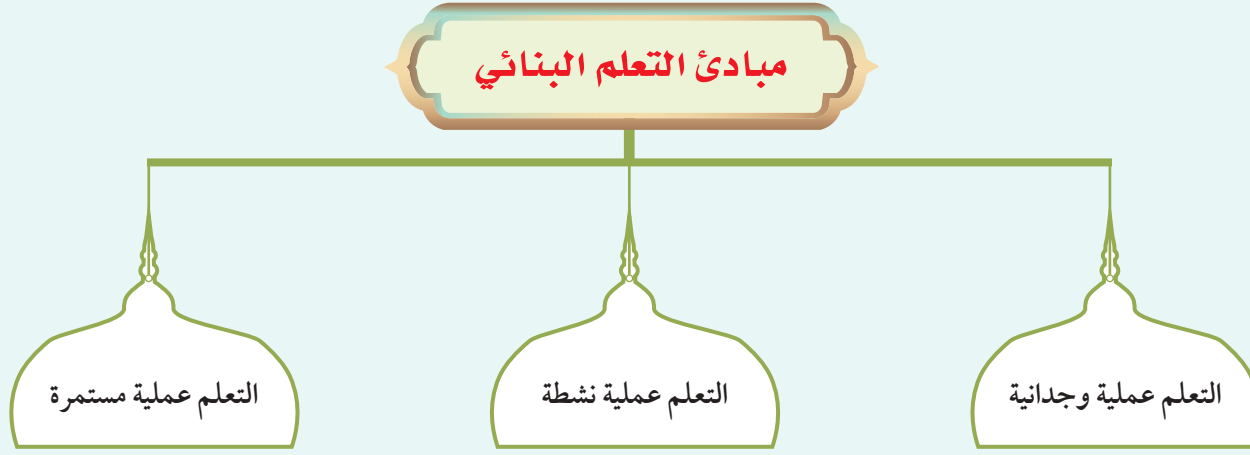 مبادئ التعلم البنائي
التعلم عملية وجدانية
التعلم عملية نشطة
التعلم عملية مستمرة